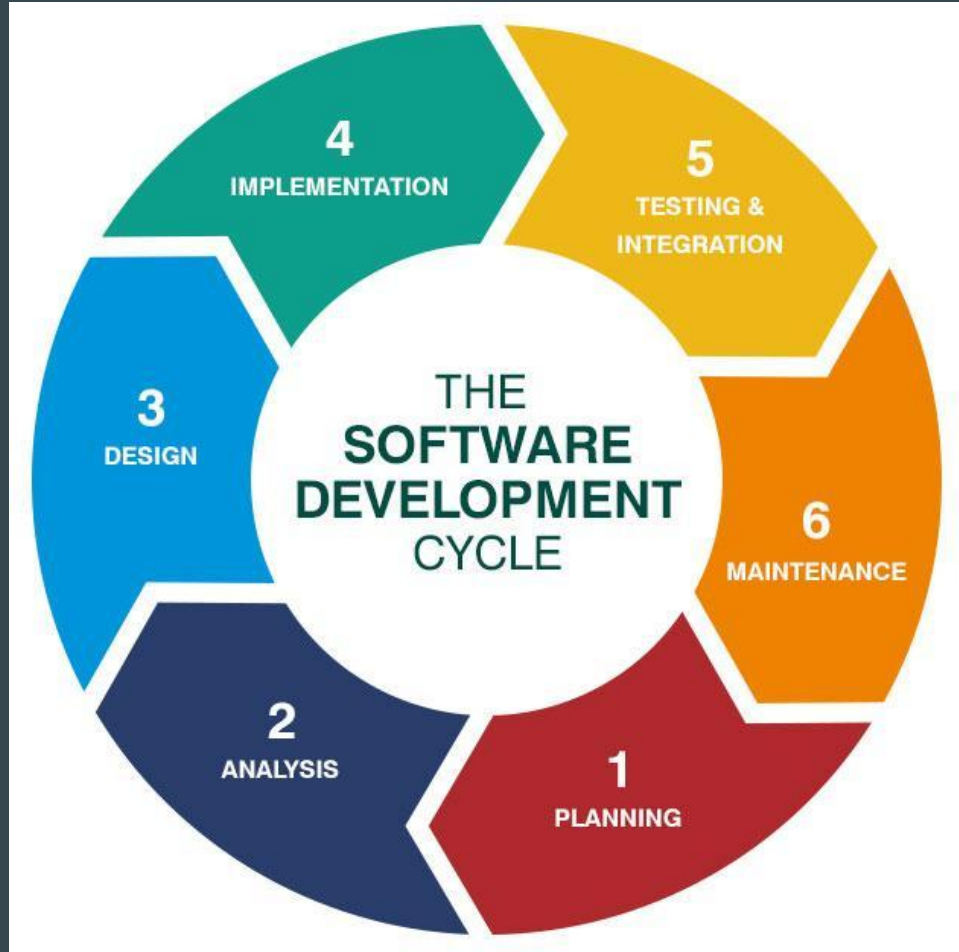 THE
SOFTWARE
DEVELOPMENT
CYCLE
1
PLANNING
2
ANALYSIS
3
DESIGN
4
IMPLEMENTATION
5
TESTING &
INTEGRATION
6
MAINTENANCE